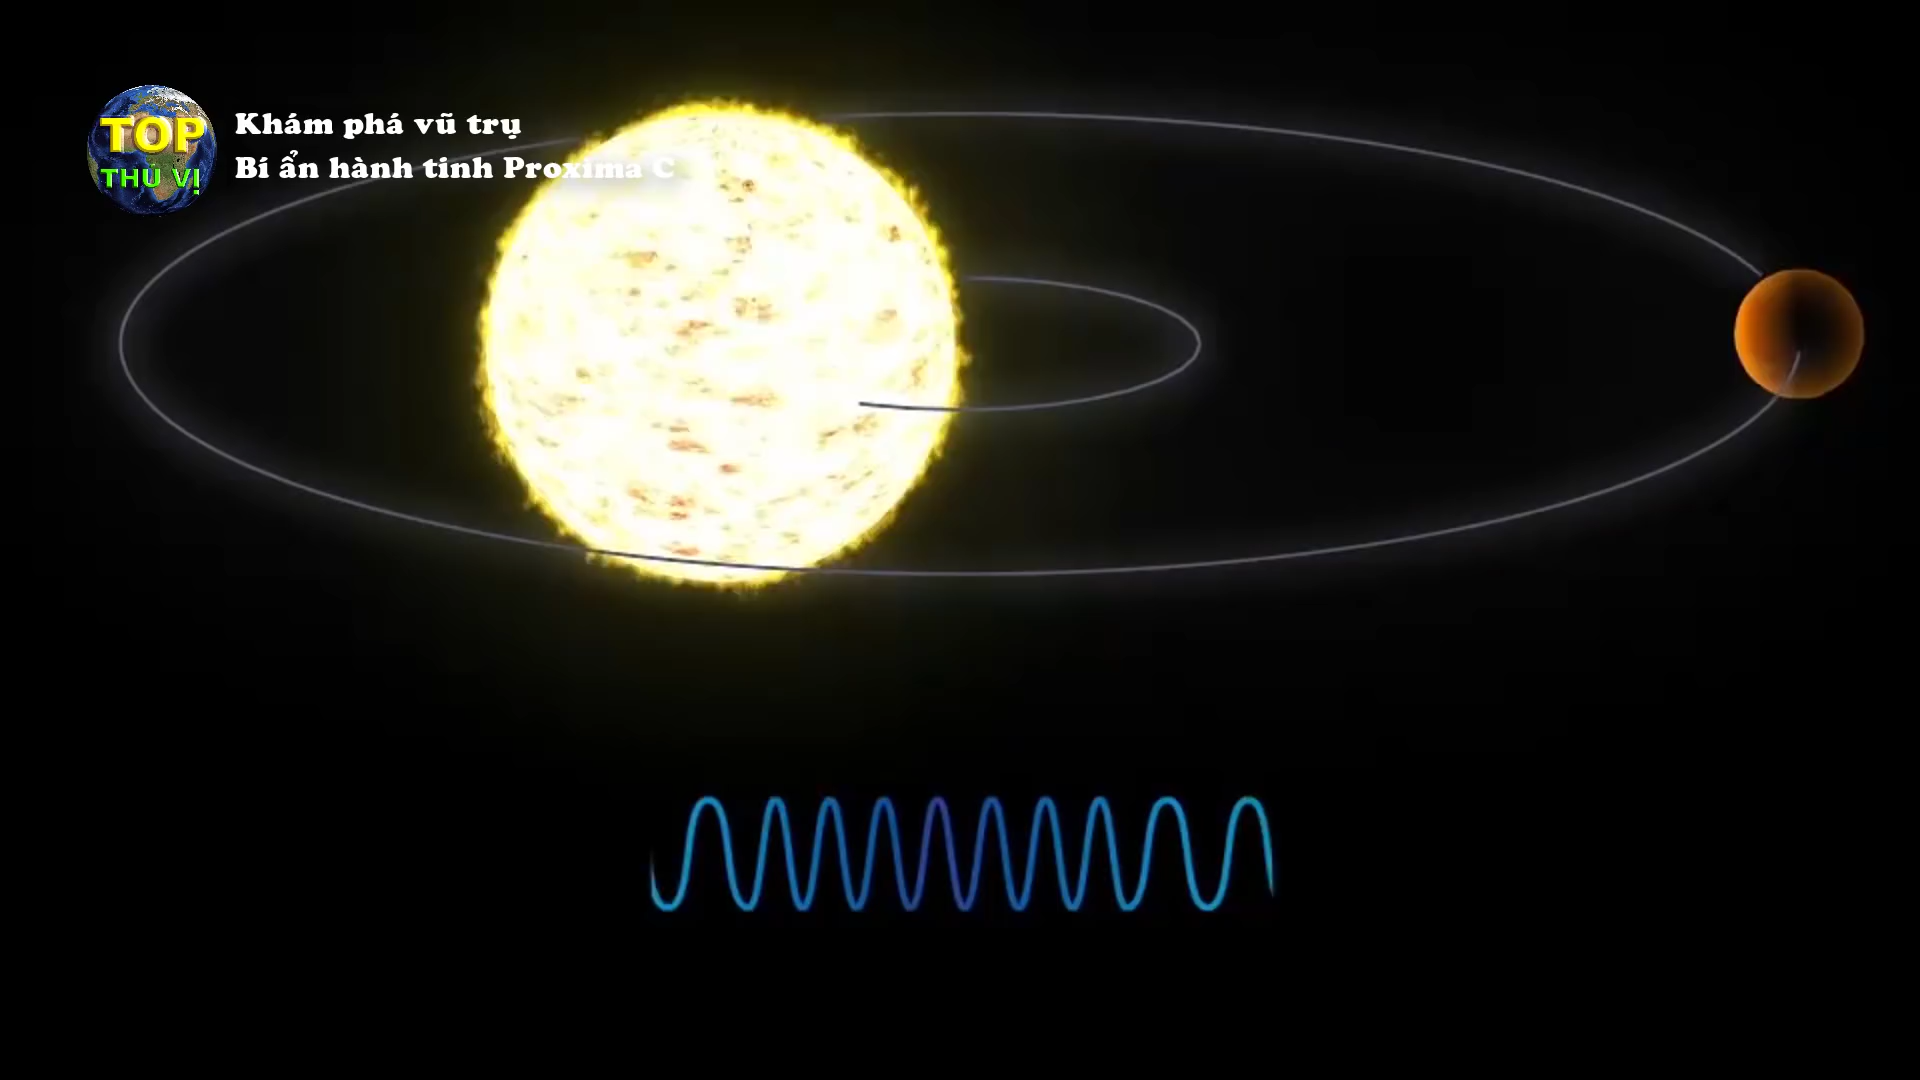 TOP
THÚ VỊ
Khám phá vũ trụ
Bí ẩn hành tinh Proxima C